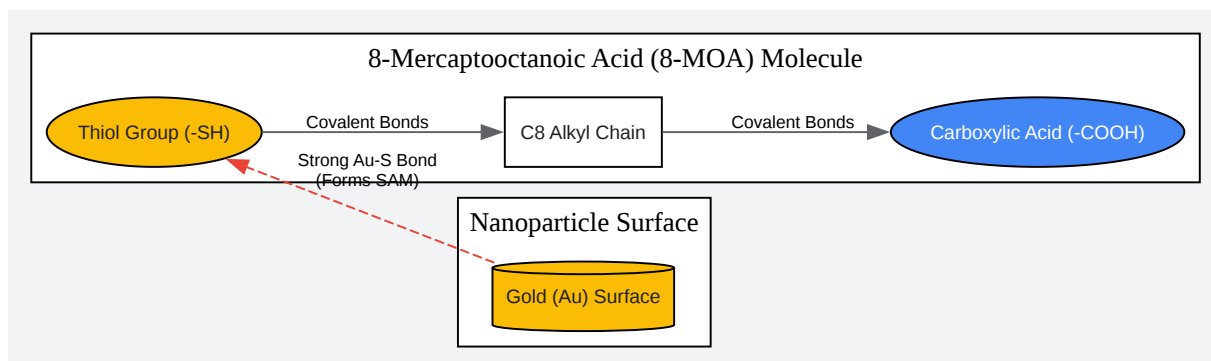 8-Mercaptooctanoic Acid (8-MOA) Molecule
Thiol Group (-SH)
Covalent Bonds
C8 Alkyl Chain
Covalent Bonds
Carboxylic Acid (-COOH)
Strong Au-S Bond
(Forms SAM)
Nanoparticle Surface
Gold (Au) Surface